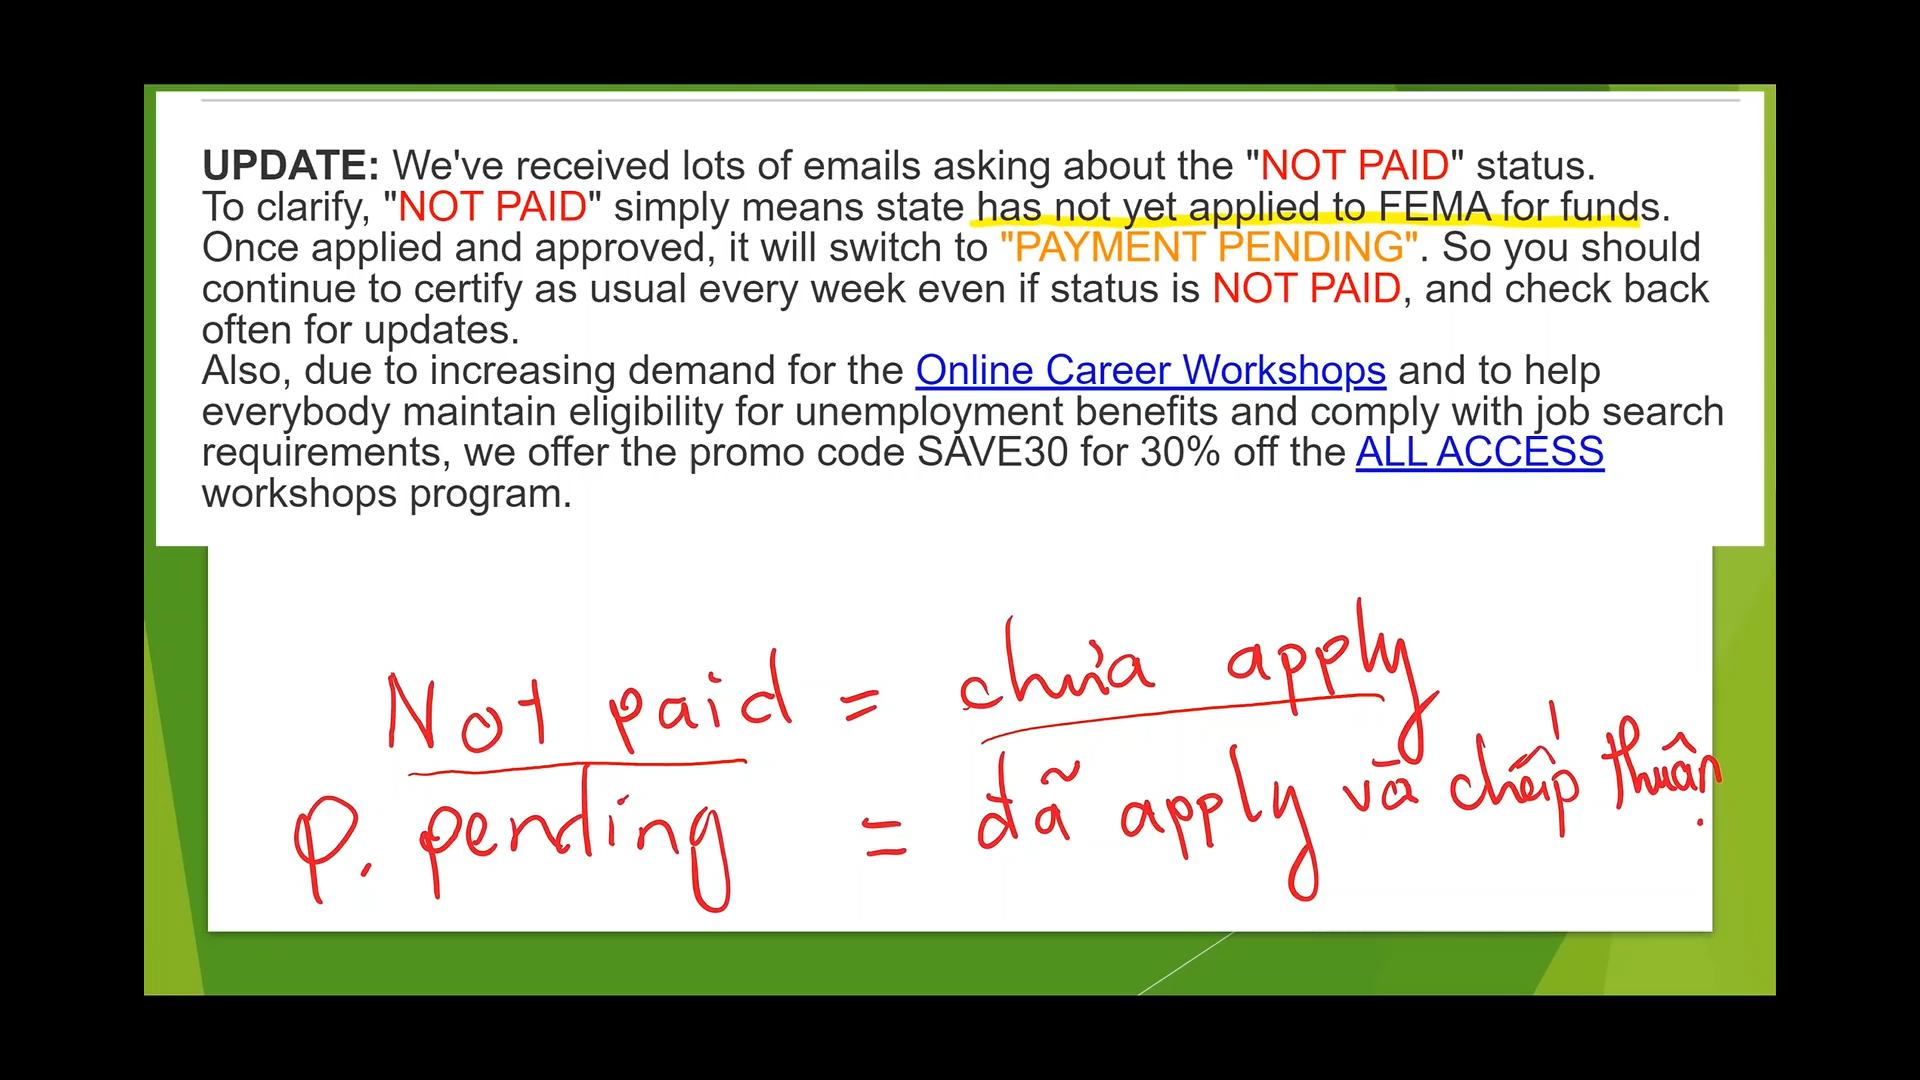 UPDATE: We've received lots of emails asking about the "NOT PAID" status.
To clarify, "NOT PAID" simply means state has not yet applied to FEMA for funds.
Once applied and approved, it will switch to "PAYMENT PENDING". So you should
continue to certify as usual every week even if status is NOT PAID, and check back
often for updates.
Also, due to increasing demand for the Online Career Workshops and to help
everybody maintain eligibility for unemployment benefits and comply with job search
requirements, we offer the promo code SAVE30 for 30% off the ALL ACCESS
workshops program.
Not paid = chưa apply
P. pending = đã apply và chấp thuận